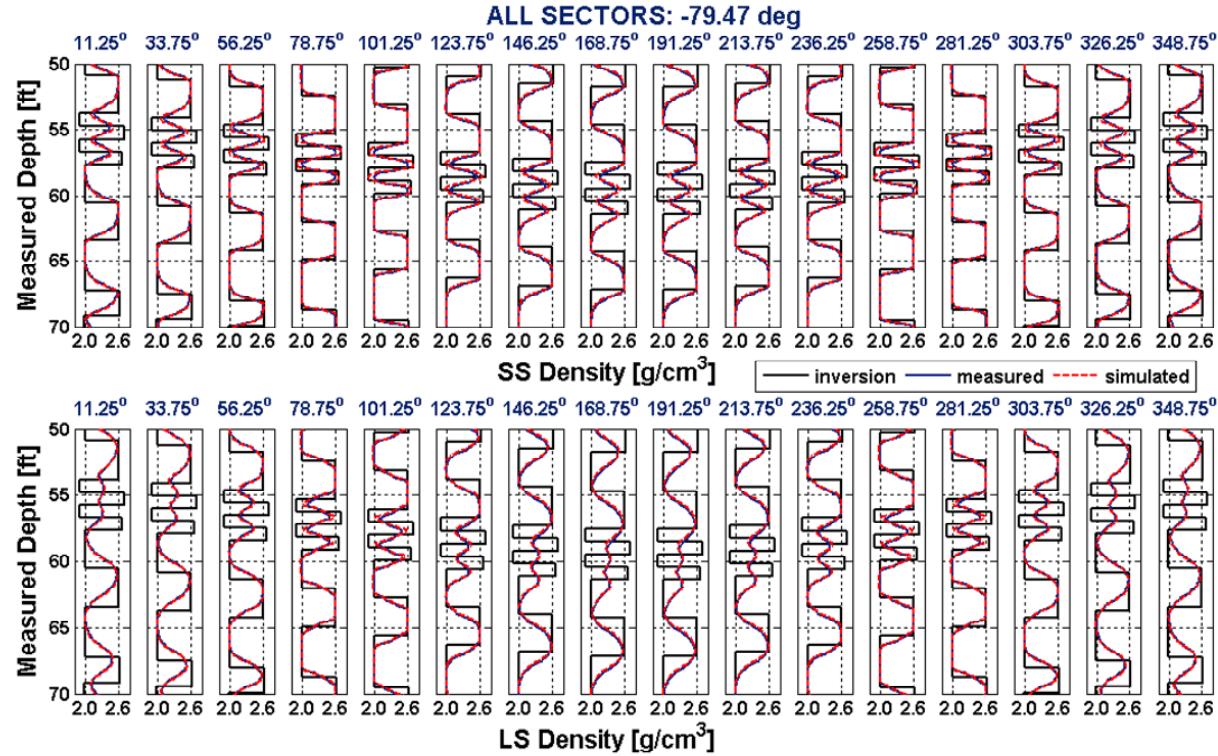 ALL SECTORS: -79.47 deg
11.25° 33.75° 56.25° 78.75° 101.25° 123.75° 146.25° 168.75° 191.25° 213.75° 236.25° 258.75° 281.25° 303.75° 326.25° 348.75°
50
55
60
65
70
Measured Depth [ft]
2.0 2.6 2.0 2.6 2.0 2.6 2.0 2.6 2.0 2.6 2.0 2.6 2.0 2.6 2.0 2.6 2.0 2.6 2.0 2.6 2.0 2.6 2.0 2.6 2.0 2.6 2.0 2.6 2.0 2.6 2.0 2.6
SS Density [g/cm³]
inversion measured simulated
11.25° 33.75° 56.25° 78.75° 101.25° 123.75° 146.25° 168.75° 191.25° 213.75° 236.25° 258.75° 281.25° 303.75° 326.25° 348.75°
50
55
60
65
70
Measured Depth [ft]
2.0 2.6 2.0 2.6 2.0 2.6 2.0 2.6 2.0 2.6 2.0 2.6 2.0 2.6 2.0 2.6 2.0 2.6 2.0 2.6 2.0 2.6 2.0 2.6 2.0 2.6 2.0 2.6 2.0 2.6 2.0 2.6
LS Density [g/cm³]